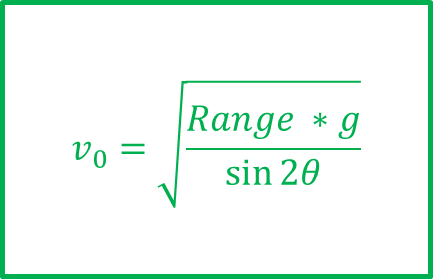 v₀ = √(Range * g / sin 2θ)